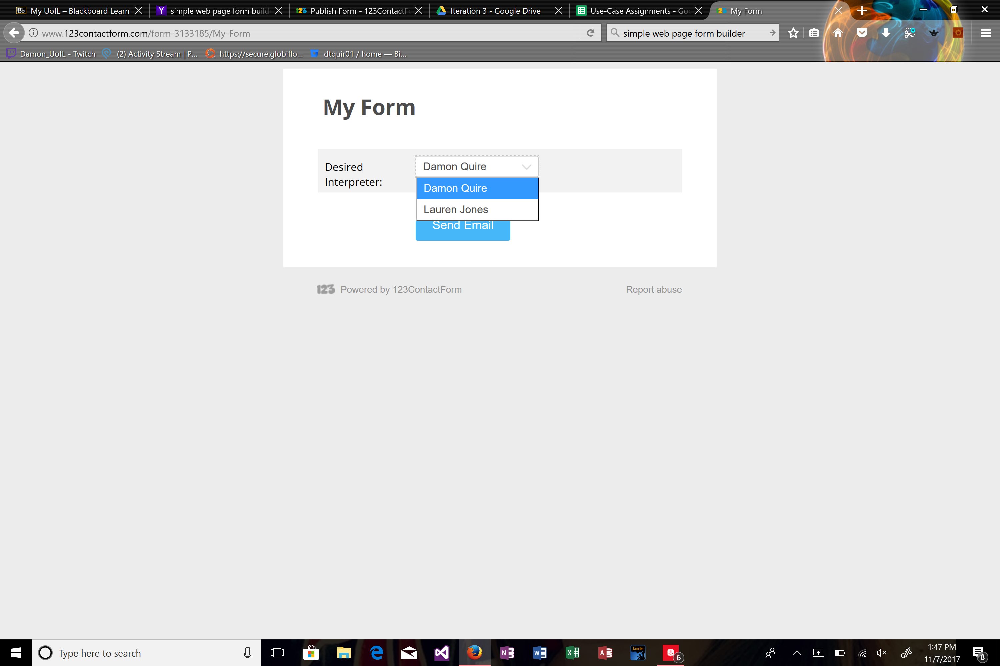 My UofL – Blackboard Learn
simple web page form build
Publish Form - 123ContactF
Iteration 3 - Google Drive
Use-Case Assignments - Goo
My Form
www.123contactform.com/form-3133185/My-Form
simple web page form builder
Damon_UofL - Twitch
(2) Activity Stream | P...
https://secure.globiflo...
dtquir01 / home — Bi...
My Form
Desired
Interpreter:
Damon Quire
Damon Quire
Lauren Jones
Send Email
123 Powered by 123ContactForm
Report abuse
Type here to search
kindle
6
1:47 PM
11/7/2017
8